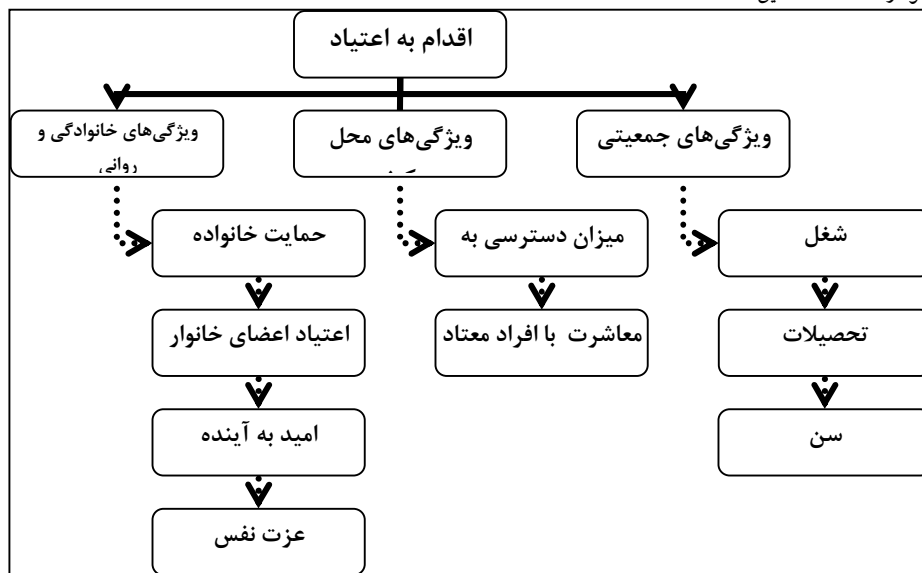 اقدام به اعتیاد
ویژگی‌های جمعیتی
ویژگی‌های محل
ویژگی‌های خانوادگی و
روانی
شغل
میزان دسترسی به
حمایت خانواده
تحصیلات
معاشرت با افراد معتاد
اعتیاد اعضای خانوار
سن
امید به آینده
عزت نفس